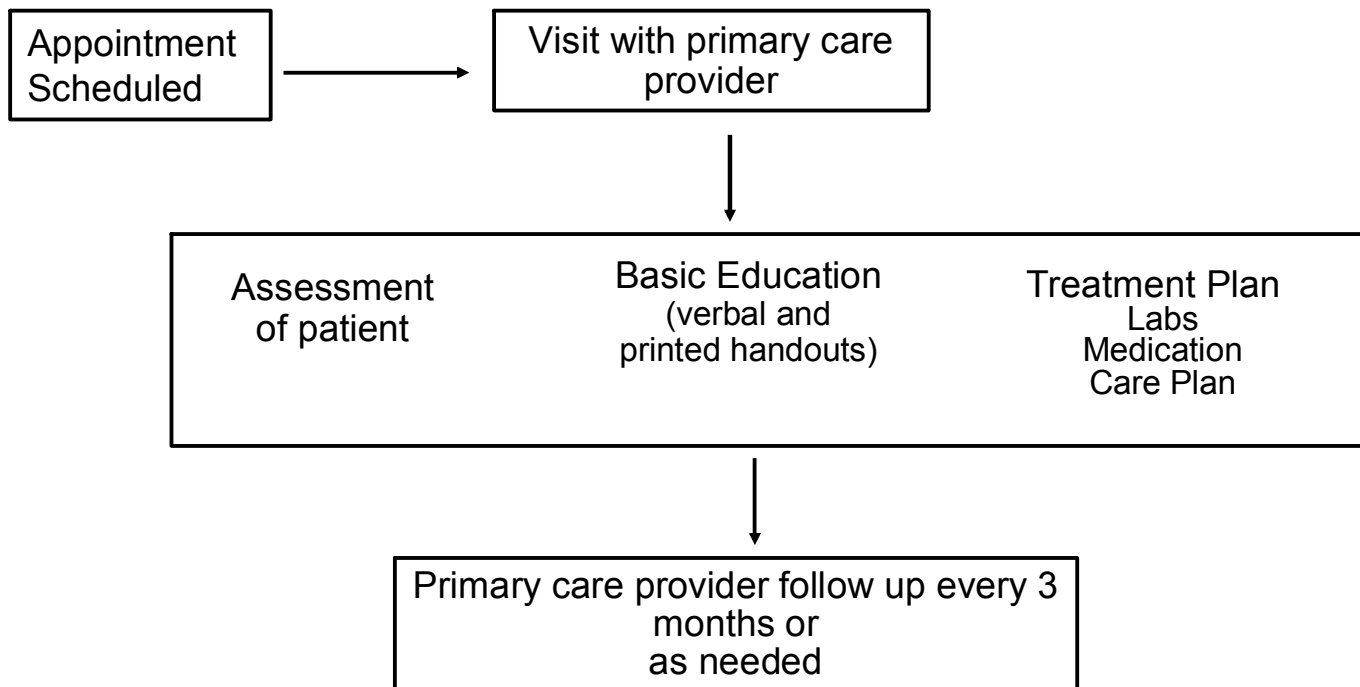 Appointment
Scheduled
Visit with primary care
provider
Assessment
of patient
Basic Education
(verbal and
printed handouts)
Treatment Plan
Labs
Medication
Care Plan
Primary care provider follow up every 3
months or
as needed